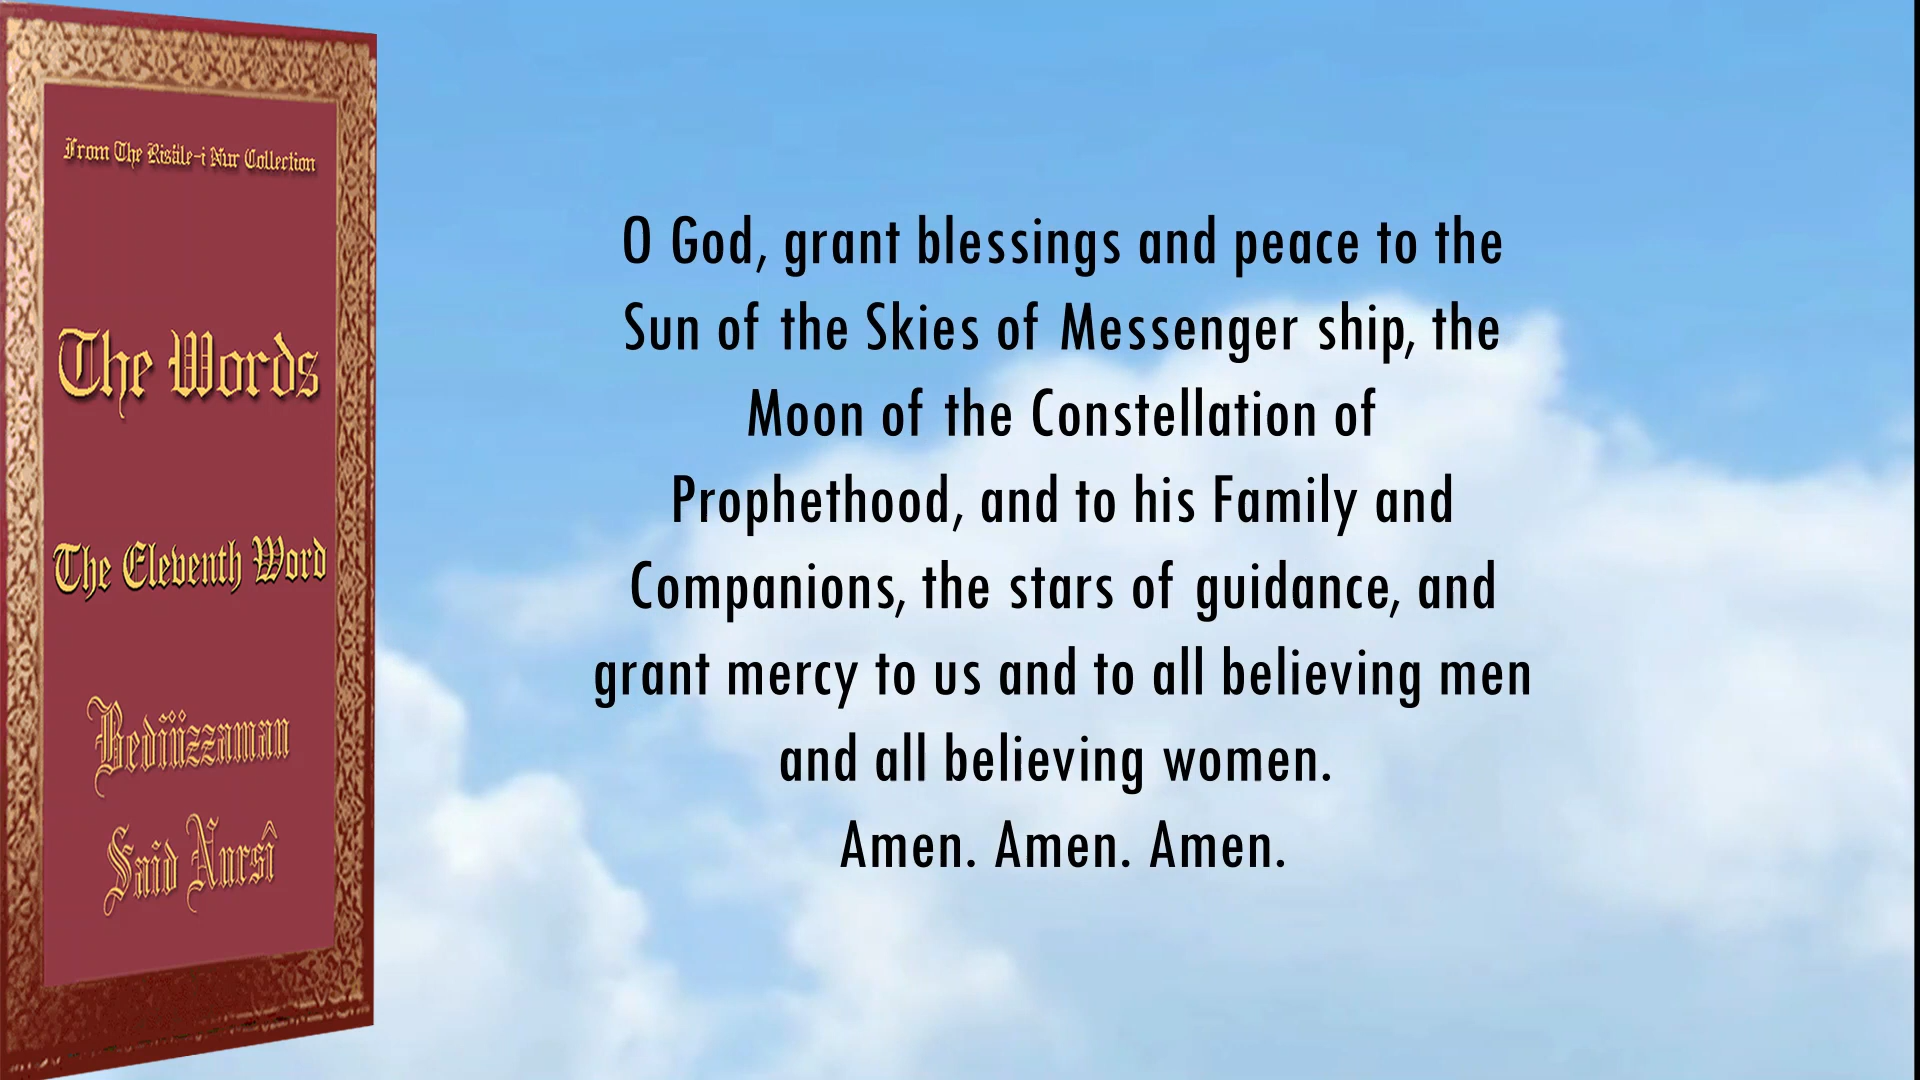 From The Risâle-i Nur Collection
The Words
The Eleventh Word
Bediüzzaman
Said Nursî
O God, grant blessings and peace to the
Sun of the Skies of Messenger ship, the
Moon of the Constellation of
Prophethood, and to his Family and
Companions, the stars of guidance, and
grant mercy to us and to all believing men
and all believing women.
Amen. Amen. Amen.